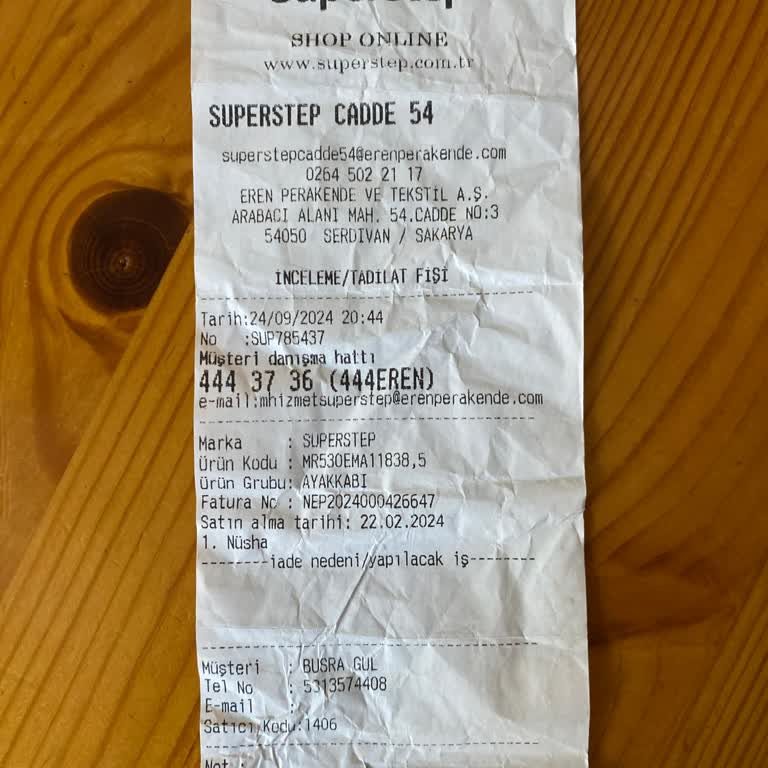 SHOP ONLINE
www.superstep.com.tr
SUPERSTEP CADDE 54
superstepcadde54@erenperakende.com
0264 502 21 17
EREN PERAKENDE VE TEKSTİL A.Ş.
ARABACI ALANI MAH. 54.CADDE NO:3
54050 SERDIVAN / SAKARYA
İNCELEME/TADİLAT FİŞİ
Tarih:24/09/2024 20:44
No :SUP785437
Müşteri danışma hattı
444 37 36 (444EREN)
e-mail:mhizmetsuperstep@erenperakende.com
Marka : SUPERSTEP
Ürün Kodu : MR530EMA11838,5
Ürün Grubu: AYAKKABI
Fatura No : NEP2024000426647
Satın alma tarihi: 22.02.2024
1. Nüsha
--------iade nedeni/yapılacak iş--------
Müşteri : BUSRA GUL
Tel No : 5313574408
E-mail :
Satıcı Kodu:1406
Not :